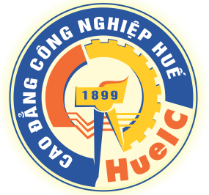 CAO ĐẲNG CÔNG NGHIỆP HUẾ
1899
HueIC